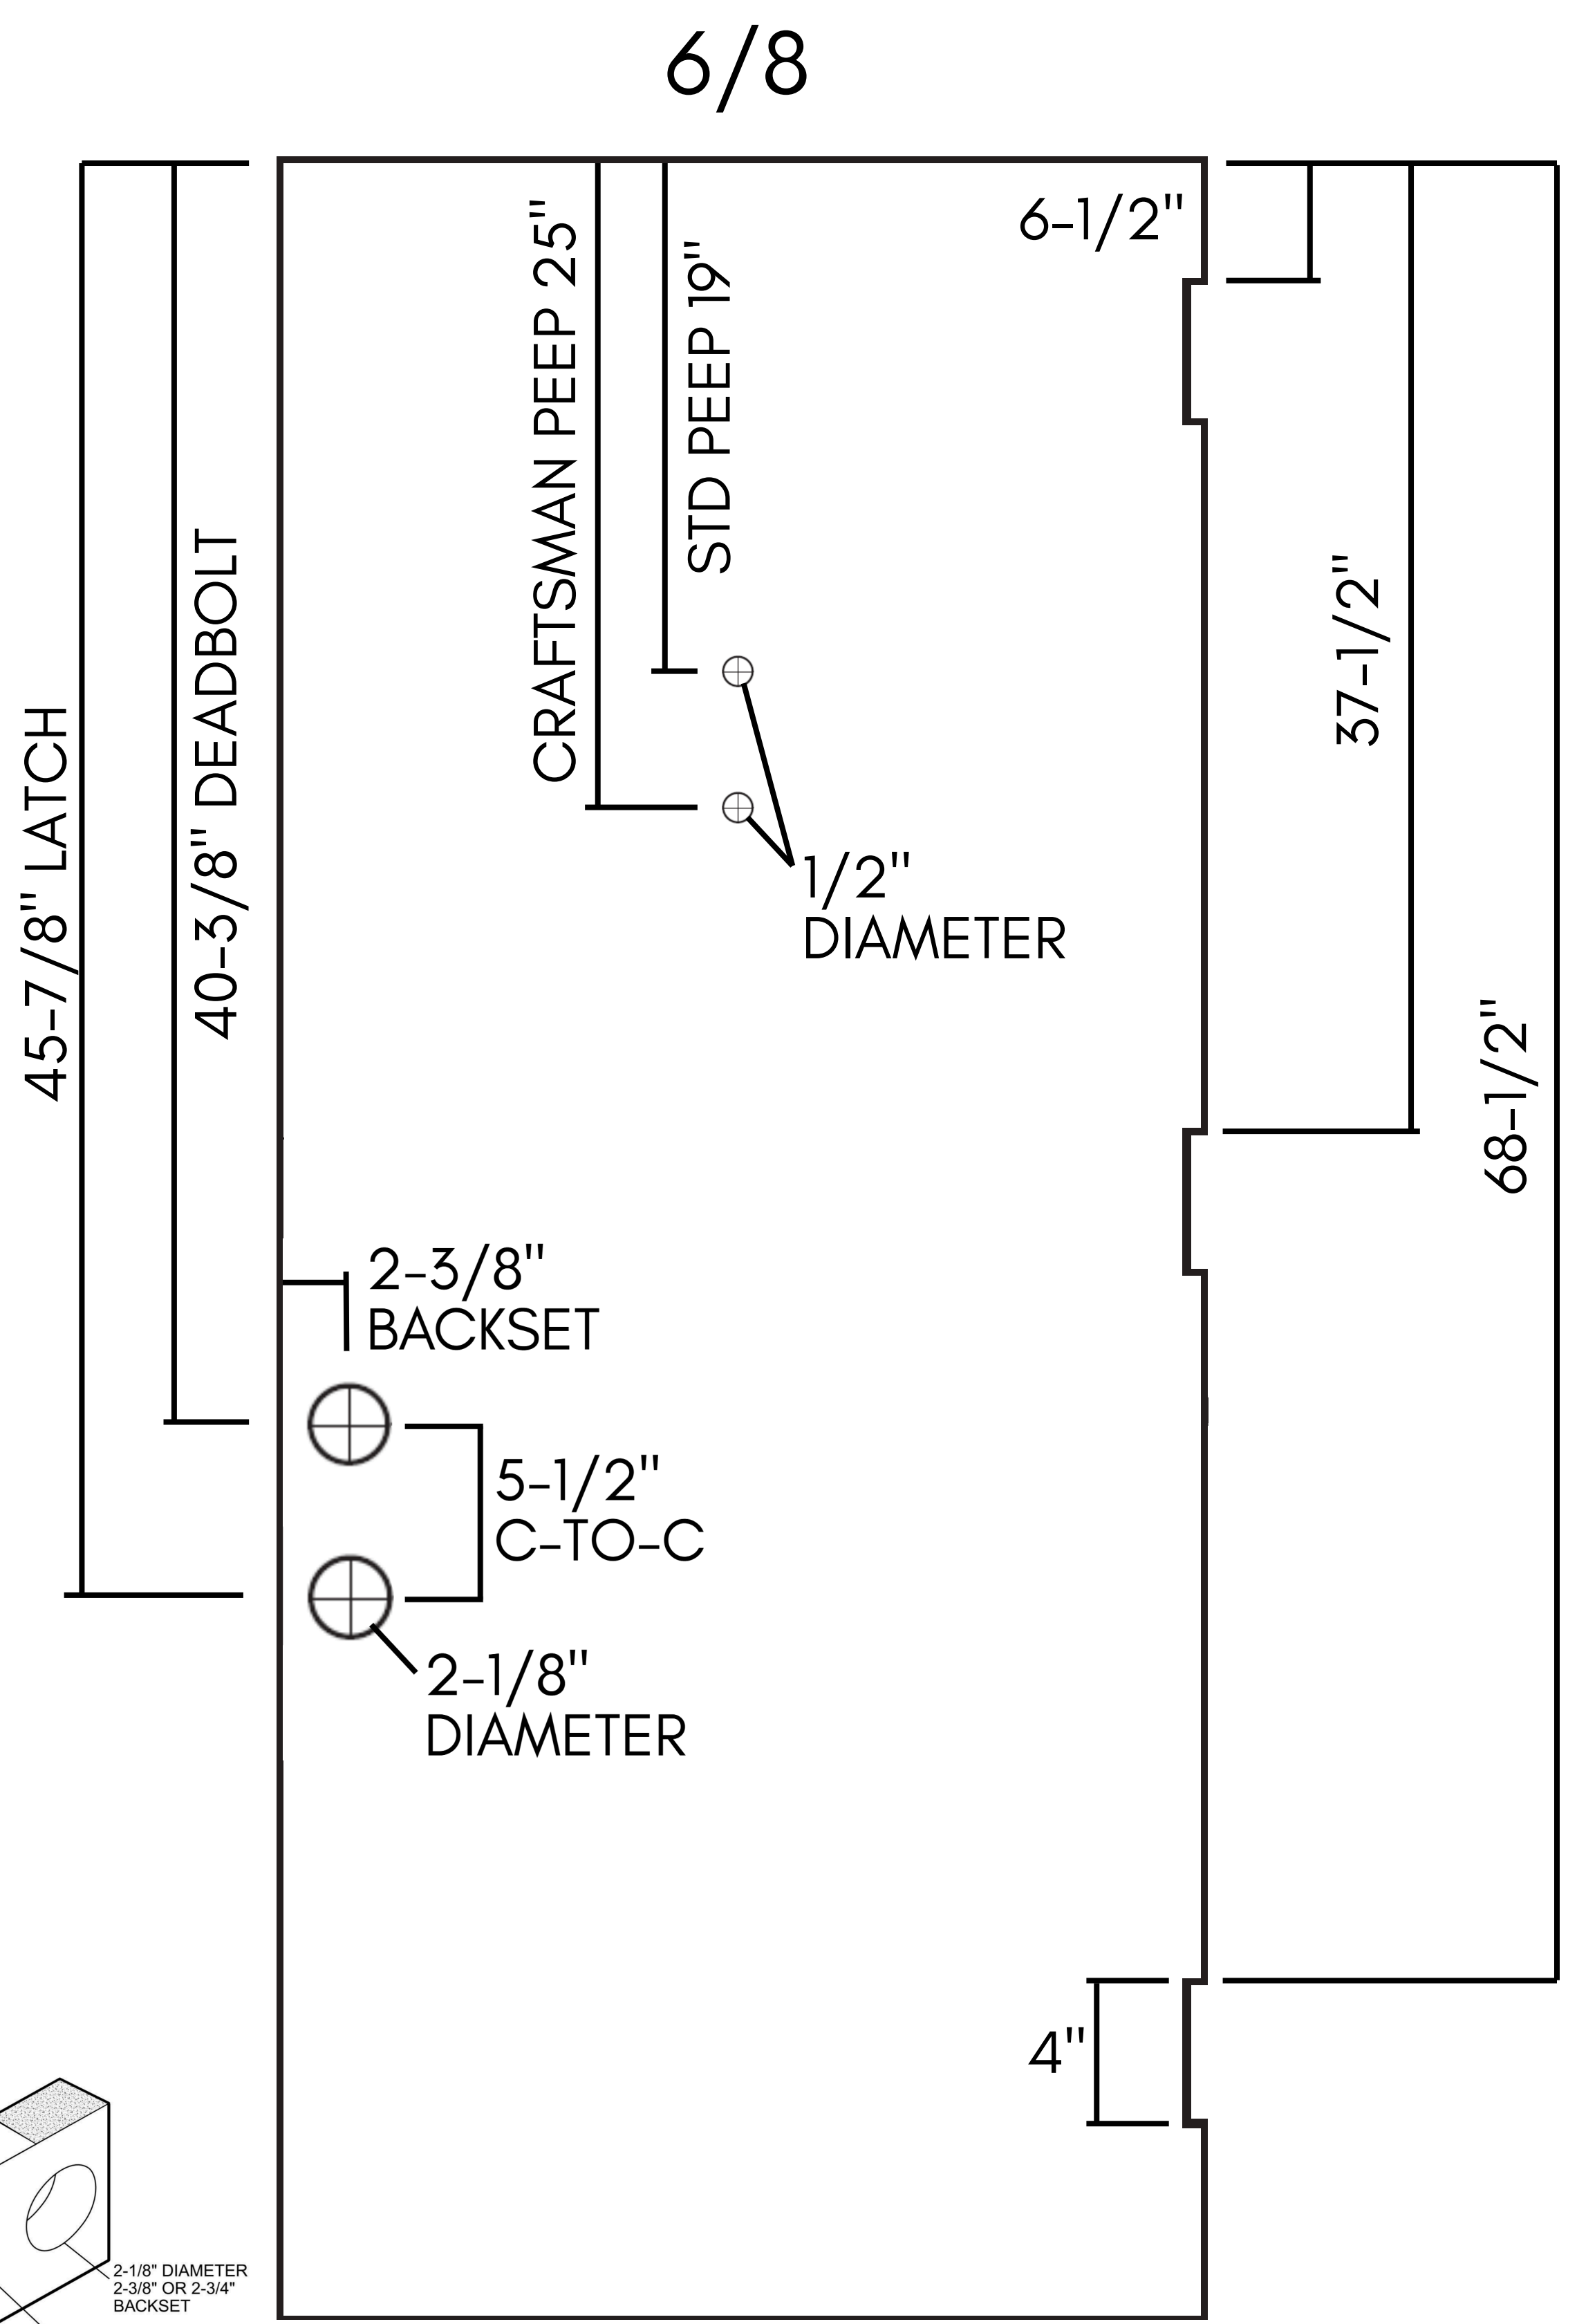 6/8
6-1/2"
CRAFTSMAN PEEP 25"
STD PEEP 19"
40-3/8" DEADBOLT
45-7/8" LATCH
37-1/2"
68-1/2"
1/2"
DIAMETER
2-3/8"
BACKSET
5-1/2"
C-TO-C
2-1/8"
DIAMETER
4"
2-1/8" DIAMETER
2-3/8" OR 2-3/4"
BACKSET